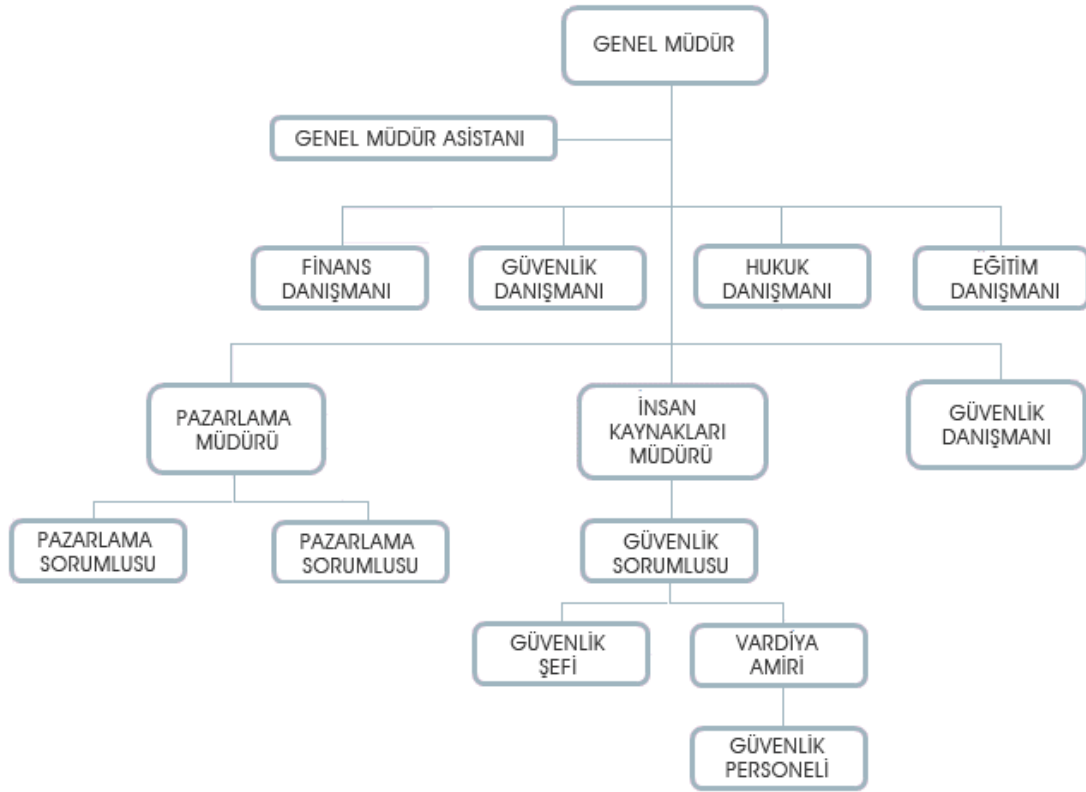 GENEL MÜDÜR
GENEL MÜDÜR ASİSTANI
FİNANS
DANIŞMANI
GÜVENLİK
DANIŞMANI
HUKUK
DANIŞMANI
EĞİTİM
DANIŞMANI
PAZARLAMA
MÜDÜRÜ
İNSAN
KAYNAKLARI
MÜDÜRÜ
GÜVENLİK
DANIŞMANI
PAZARLAMA
SORUMLUSU
PAZARLAMA
SORUMLUSU
GÜVENLİK
SORUMLUSU
GÜVENLİK
ŞEFİ
VARDİYA
AMİRİ
GÜVENLİK
PERSONELİ